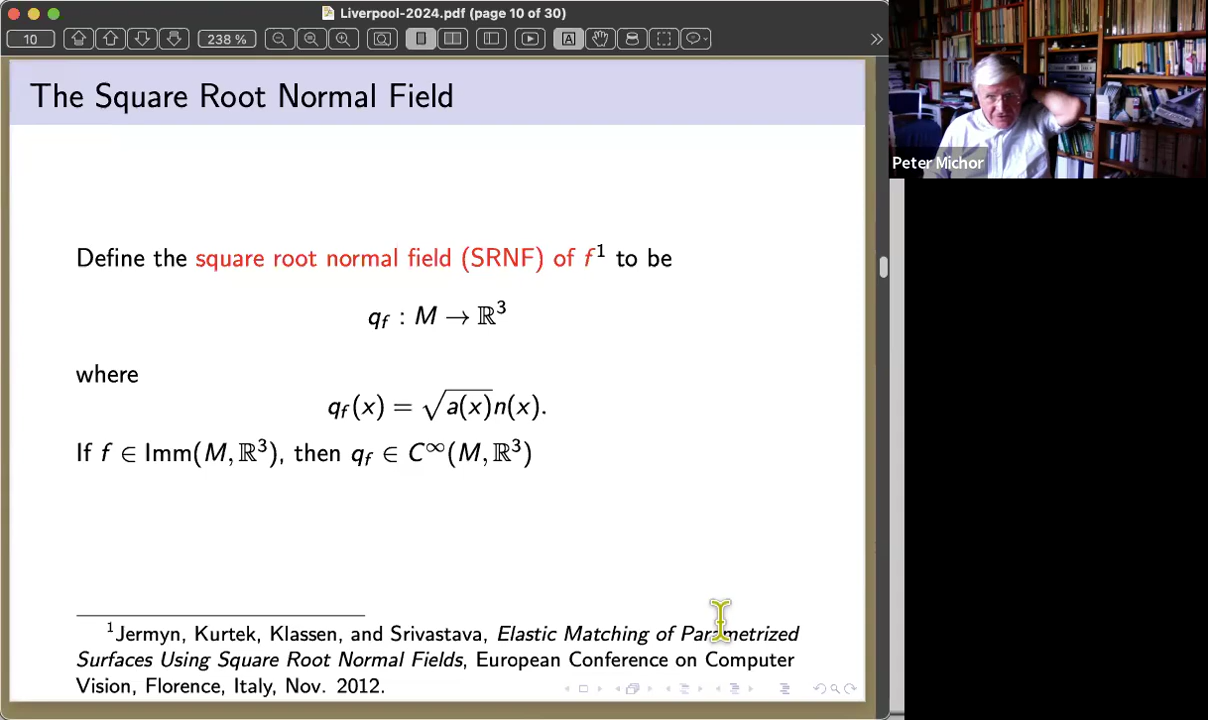 Liverpool-2024.pdf (page 10 of 30)
10
238 %
A
The Square Root Normal Field
Define the square root normal field (SRNF) of f¹ to be
q_f : M → ℝ³
where
q_f(x) = √a(x) n(x).
If f ∈ Imm(M, ℝ³), then q_f ∈ C^∞(M, ℝ³)
¹Jermyn, Kurtek, Klassen, and Srivastava, Elastic Matching of Parametrized
Surfaces Using Square Root Normal Fields, European Conference on Computer
Vision, Florence, Italy, Nov. 2012.
Peter Michor